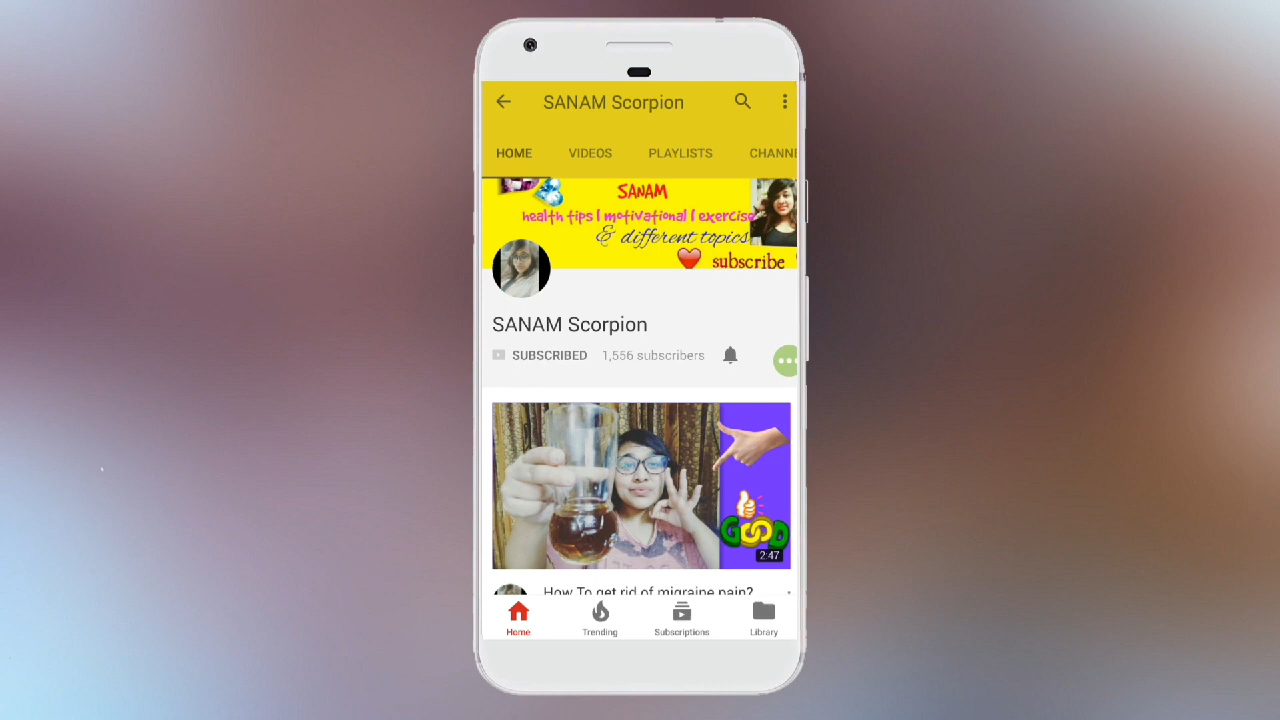 SANAM Scorpion
HOME VIDEOS PLAYLISTS CHANNE
SANAM
health tips | motivational | exercise
& different topics
subscribe
SANAM Scorpion
SUBSCRIBED 1,556 subscribers
GOOD
2:47
How To get rid of migraine pain?
Home Trending Subscriptions Library